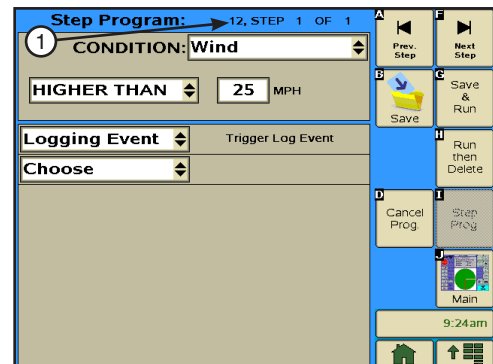 Step Program: 12, STEP 1 OF 1
1
CONDITION: Wind
HIGHER THAN 25 MPH
Logging Event Trigger Log Event
Choose
A
Prev.
Step
F
Next
Step
B
Save
G
Save
&
Run
H
Run
then
Delete
D
Cancel
Prog.
I
Step
Prog
J
Main
9:24am